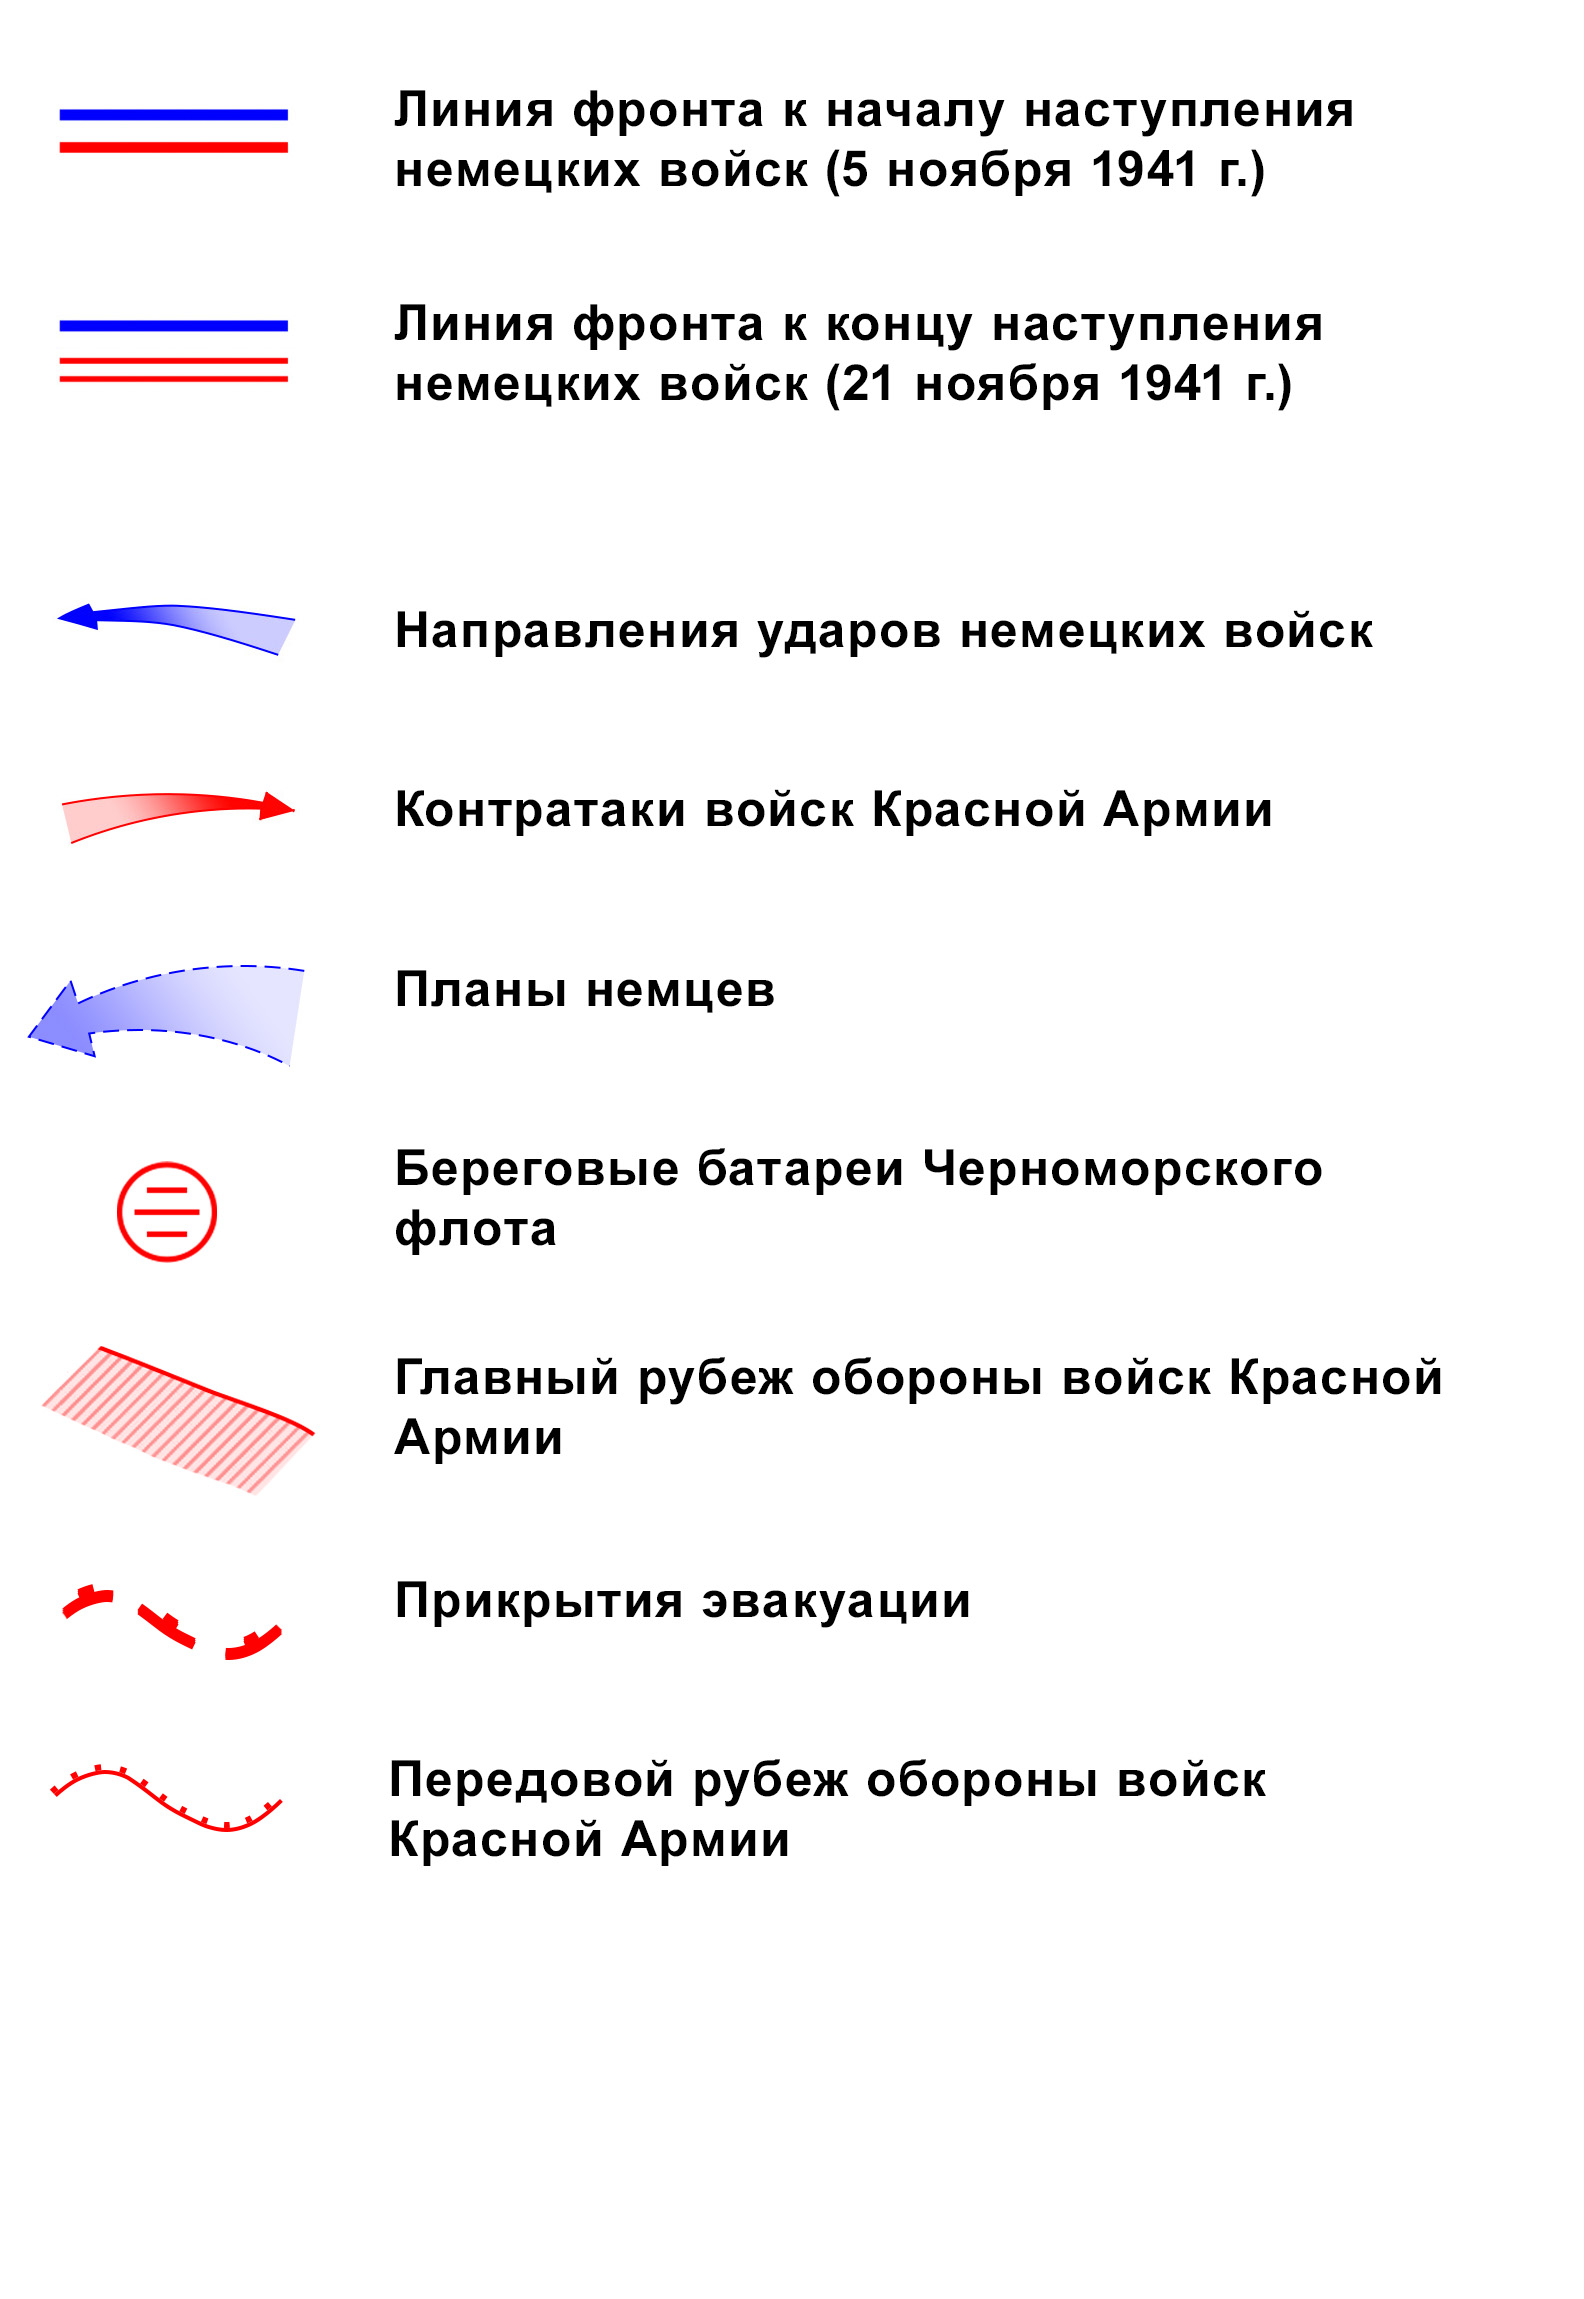 Линия фронта к началу наступления
немецких войск (5 ноября 1941 г.)
Линия фронта к концу наступления
немецких войск (21 ноября 1941 г.)
Направления ударов немецких войск
Контратаки войск Красной Армии
Планы немцев
Береговые батареи Черноморского
флота
Главный рубеж обороны войск Красной
Армии
Прикрытия эвакуации
Передовой рубеж обороны войск
Красной Армии